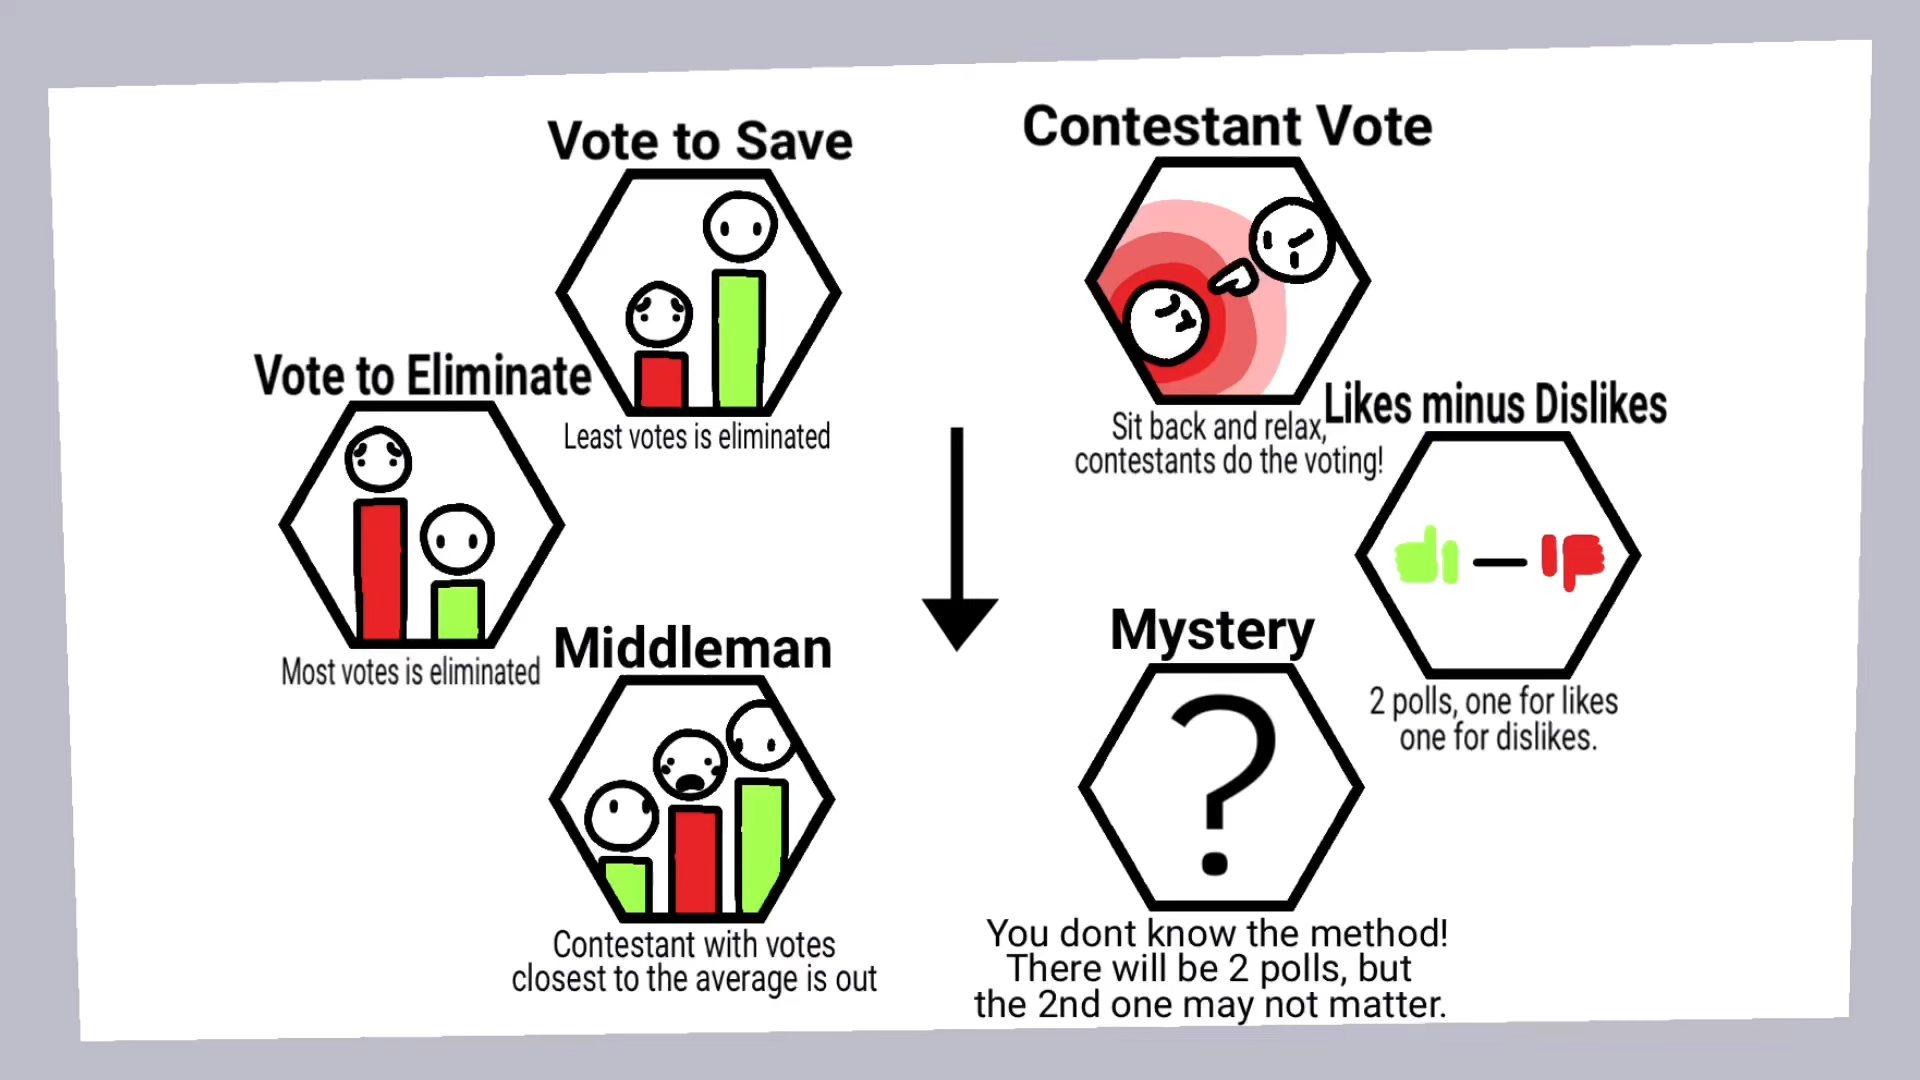 Vote to Save
Least votes is eliminated
Vote to Eliminate
Most votes is eliminated
Middleman
Contestant with votes
closest to the average is out
Contestant Vote
Sit back and relax,
contestants do the voting!
Likes minus Dislikes
2 polls, one for likes
one for dislikes.
Mystery
?
You dont know the method!
There will be 2 polls, but
the 2nd one may not matter.